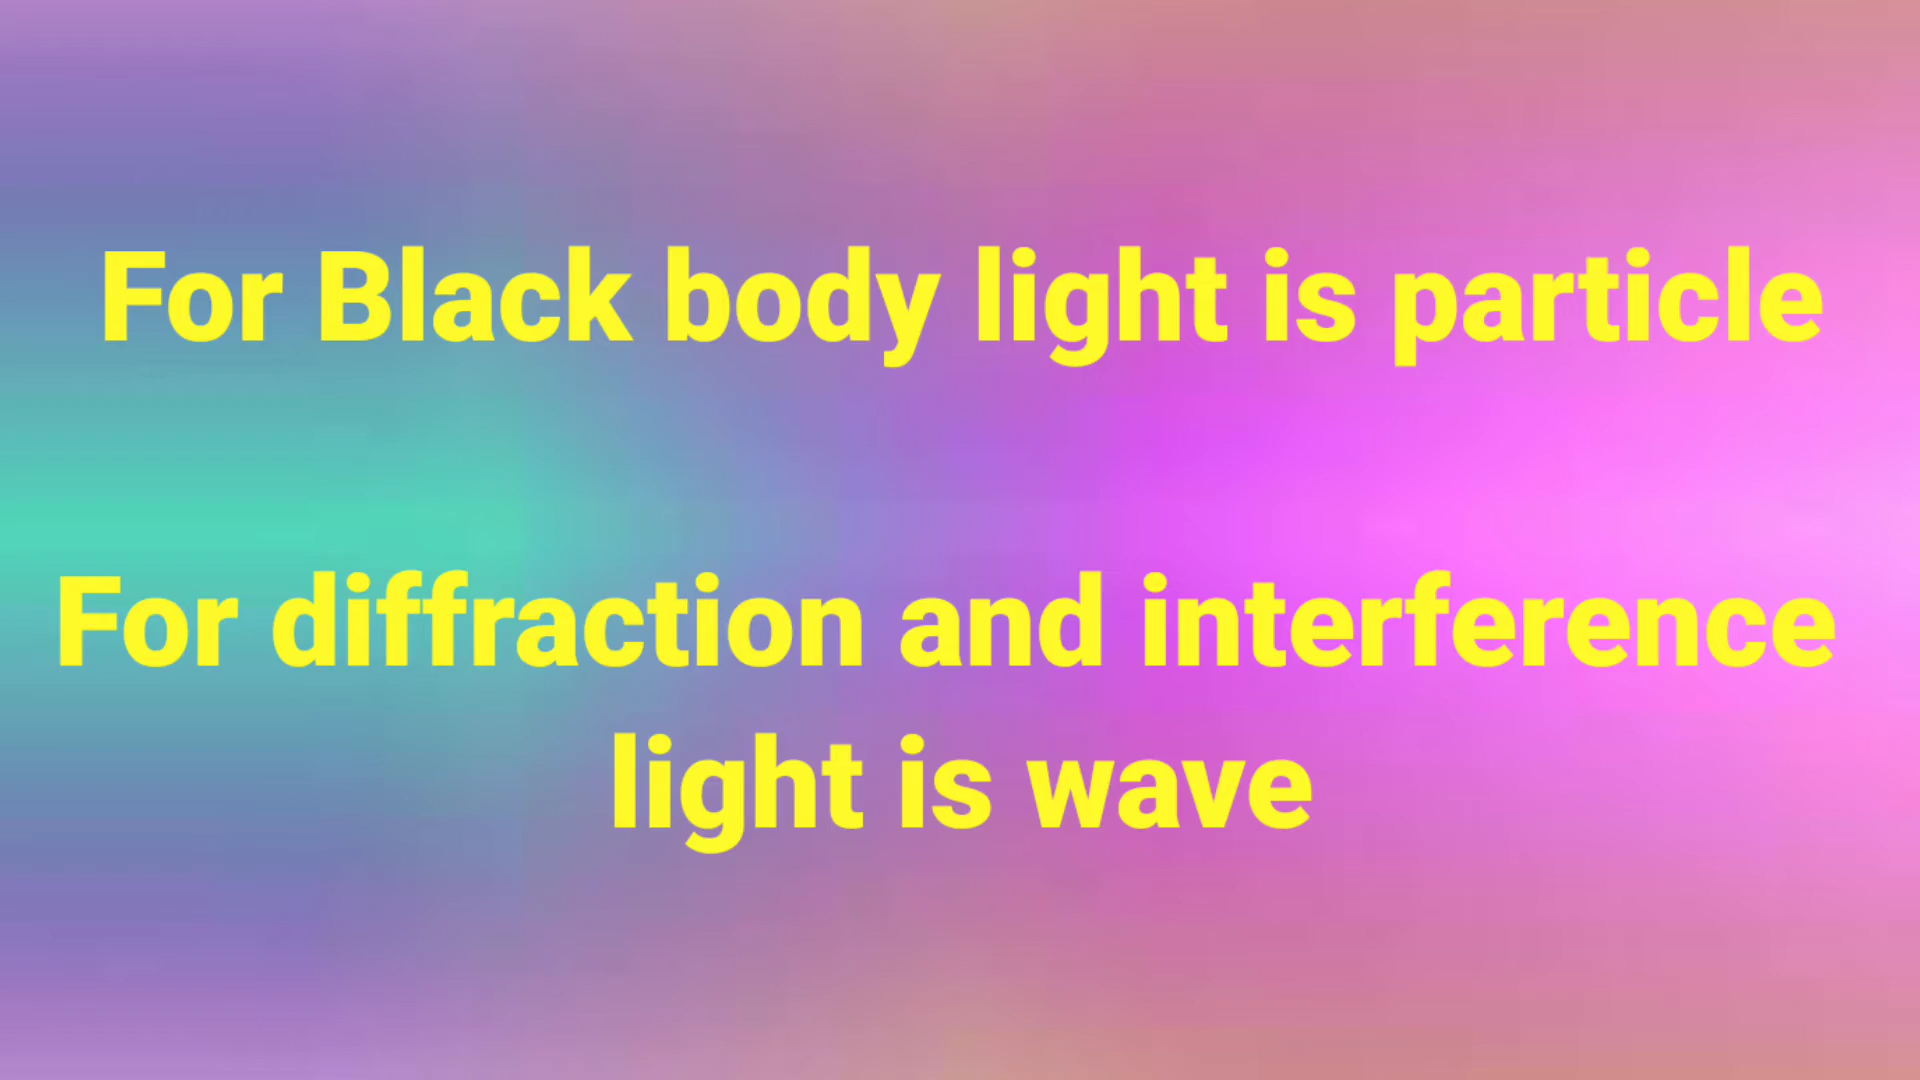 For Black body light is particle
For diffraction and interference
light is wave